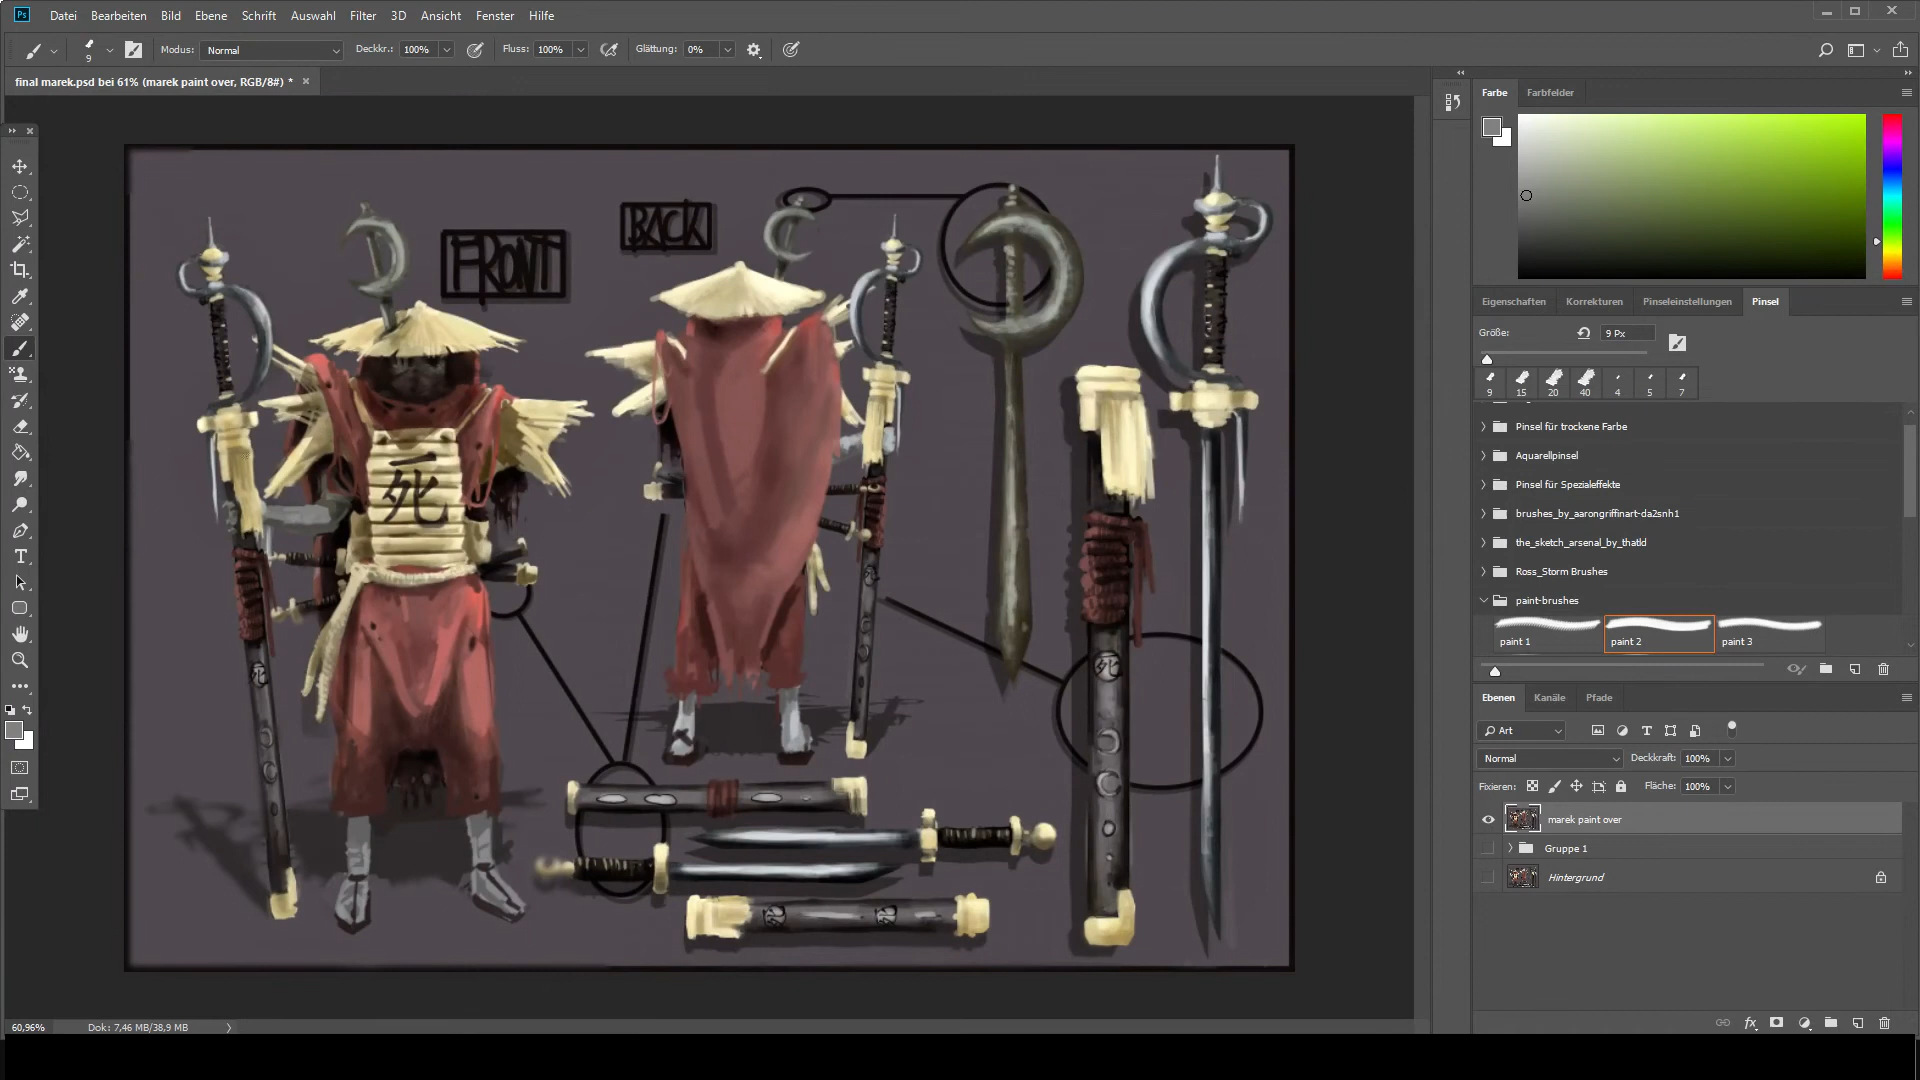 Ps Datei Bearbeiten Bild Ebene Schrift Auswahl Filter 3D Ansicht Fenster Hilfe
9 Modus: Normal Deckkr.: 100% Fluss: 100% Glättung: 0%
final marek.psd bei 61% (marek paint over, RGB/8#) *
FRONT
BACK
死
60,96% Dok: 7,46 MB/38,9 MB
Farbe Farbfelder
Eigenschaften Korrekturen Pinseleinstellungen Pinsel
Größe: 9 Px
9 15 20 40 4 5 7
Pinsel für trockene Farbe
Aquarellpinsel
Pinsel für Spezialeffekte
brushes_by_aarongriffinart-da2snh1
the_sketch_arsenal_by_thatld
Ross_Storm Brushes
paint-brushes
paint 1 paint 2 paint 3
Ebenen Kanäle Pfade
Art
Normal Deckkraft: 100%
Fixieren: Fläche: 100%
marek paint over
Gruppe 1
Hintergrund
fx